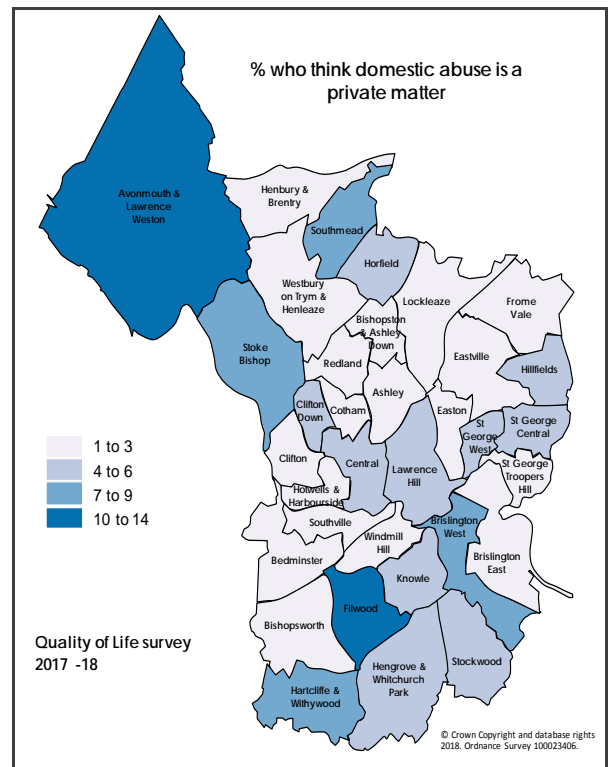 % who think domestic abuse is a
private matter
Avonmouth &
Lawrence
Weston
Henbury &
Brentry
Southmead
Horfield
Westbury
on Trym &
Henleaze
Lockleaze
Frome
Vale
Bishopston
& Ashley
Down
Stoke
Bishop
Redland
Eastville
Hillfields
Ashley
Clifton
Down
Cotham
Easton
St
George
West
St George
Central
1 to 3
4 to 6
7 to 9
10 to 14
Clifton
Central
Lawrence
Hill
St George
Troopers
Hill
Hotwells &
Harbourside
Southville
Windmill
Hill
Brislington
West
Bedminster
Brislington
East
Knowle
Filwood
Bishopsworth
Quality of Life survey
2017 -18
Hengrove &
Whitchurch
Park
Stockwood
Hartcliffe &
Withywood
© Crown Copyright and database rights
2018. Ordnance Survey 100023406.